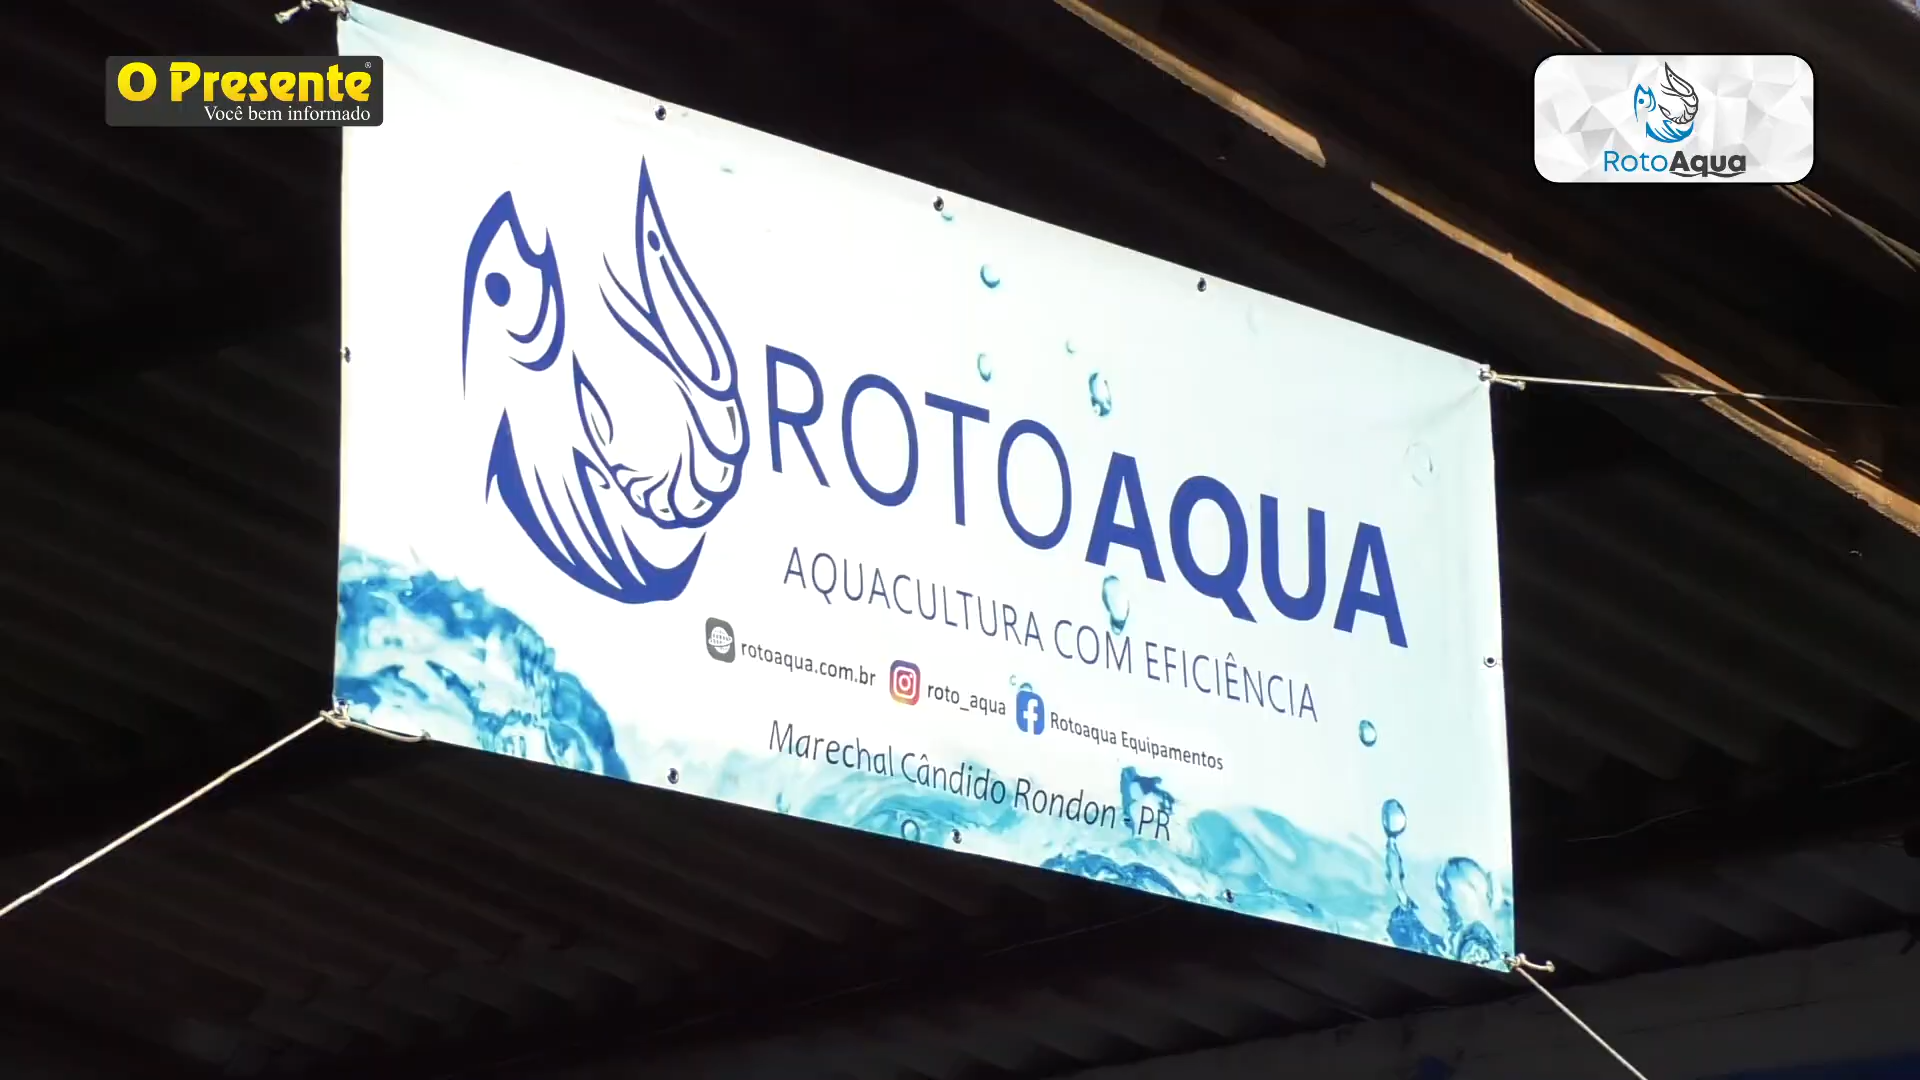 O Presente®
Você bem informado
RotoAqua
ROTOAQUA
AQUACULTURA COM EFICIÊNCIA
rotoaqua.com.br roto_aqua Rotoaqua Equipamentos
Marechal Cândido Rondon - PR